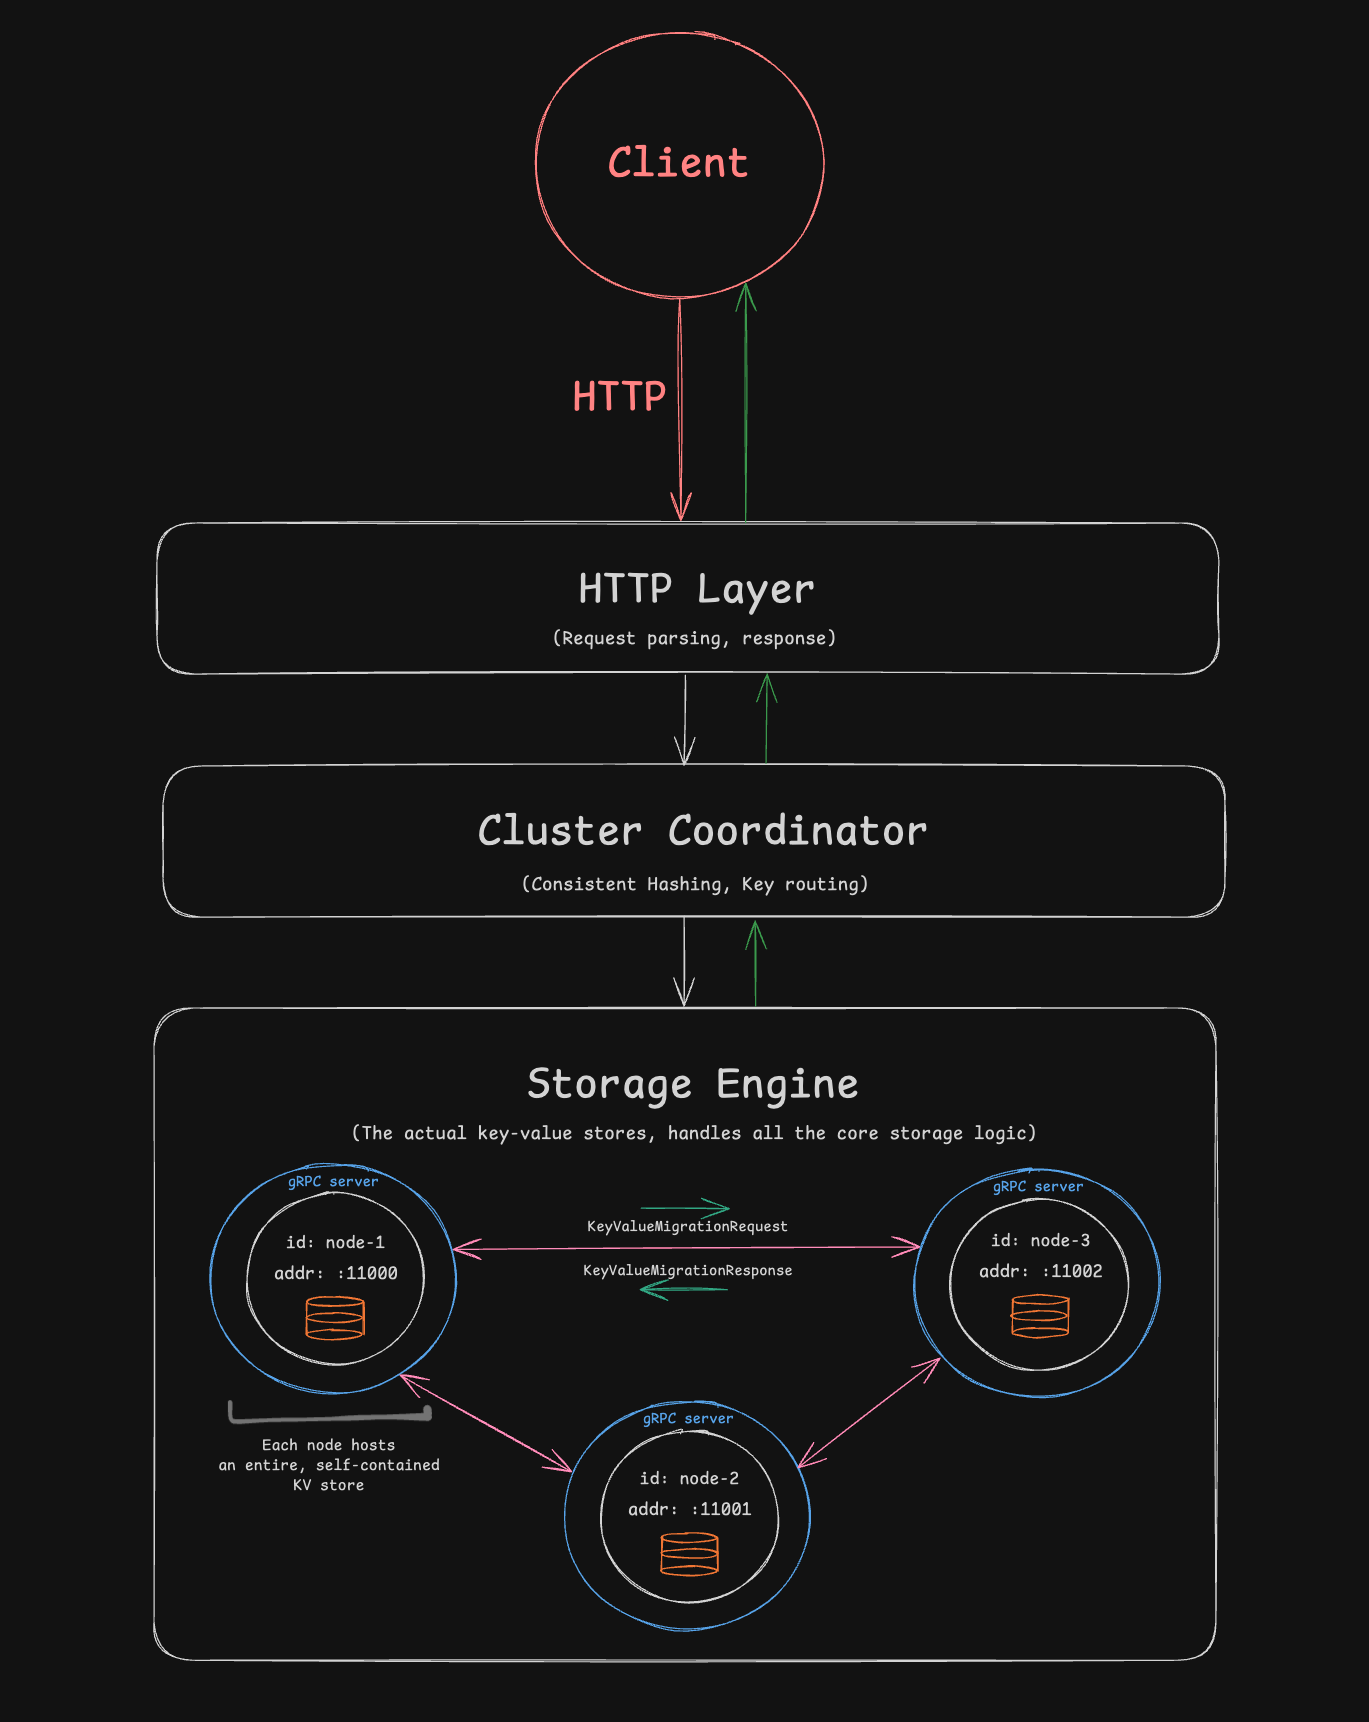 Client
HTTP
HTTP Layer
(Request parsing, response)
Cluster Coordinator
(Consistent Hashing, Key routing)
Storage Engine
(The actual key-value stores, handles all the core storage logic)
gRPC server
id: node-1
addr: :11000
KeyValueMigrationRequest
KeyValueMigrationResponse
gRPC server
id: node-3
addr: :11002
Each node hosts
an entire, self-contained
KV store
gRPC server
id: node-2
addr: :11001